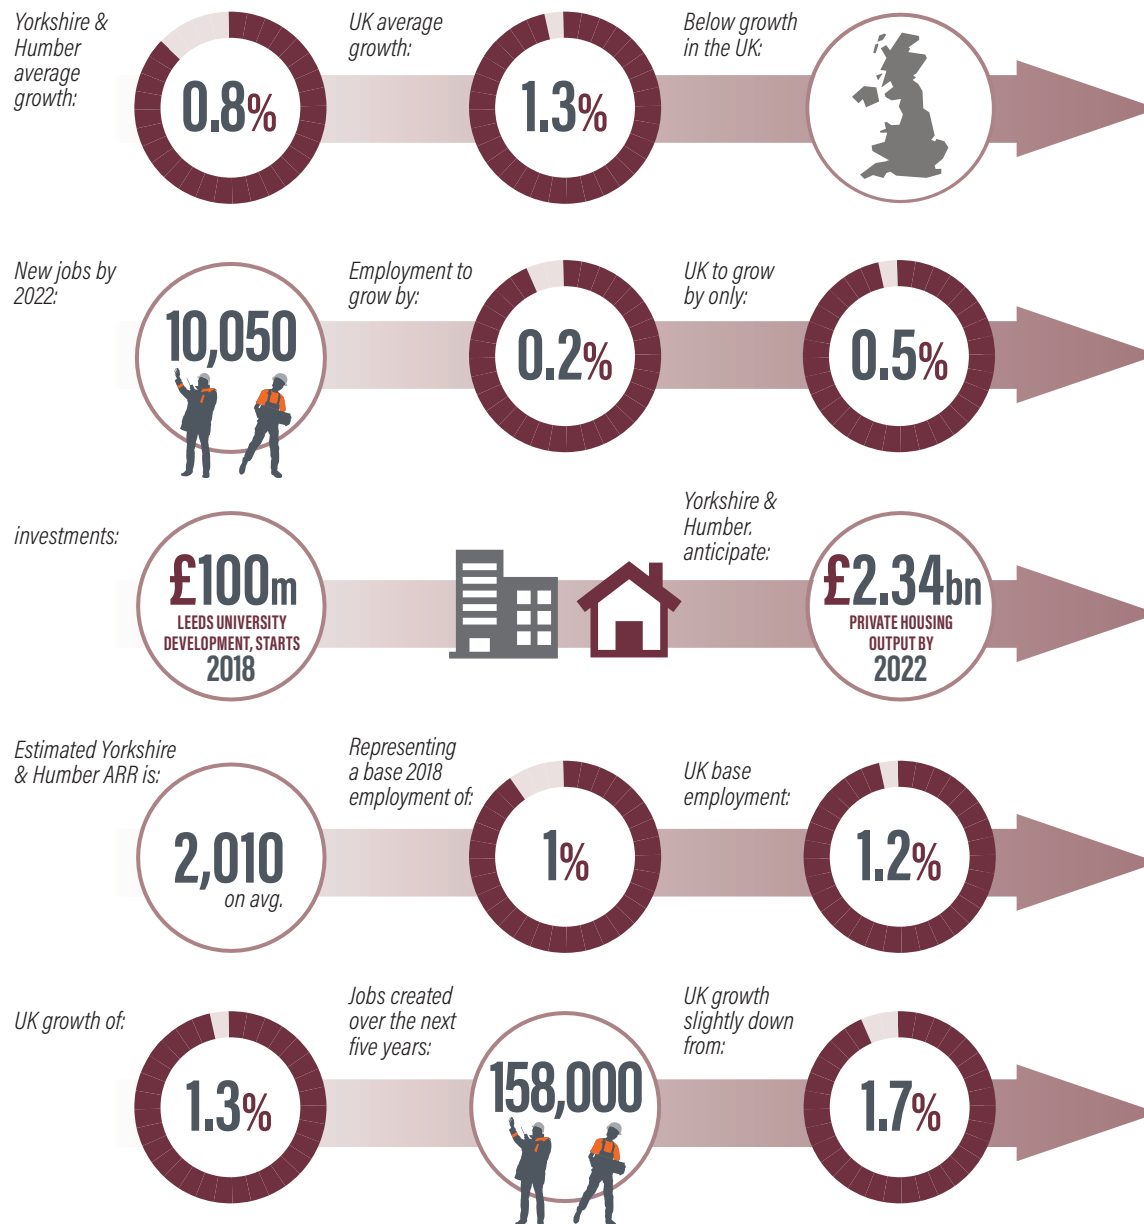 Yorkshire &
Humber
average
growth:
0.8%
UK average
growth:
1.3%
Below growth
in the UK:
New jobs by
2022:
10,050
Employment to
grow by:
0.2%
UK to grow
by only:
0.5%
investments:
£100m
LEEDS UNIVERSITY
DEVELOPMENT, STARTS
2018
Yorkshire &
Humber.
anticipate:
£2.34bn
PRIVATE HOUSING
OUTPUT BY
2022
Estimated Yorkshire
& Humber ARR is:
2,010
on avg.
Representing
a base 2018
employment of:
1%
UK base
employment:
1.2%
UK growth of:
1.3%
Jobs created
over the next
five years:
158,000
UK growth
slightly down
from:
1.7%